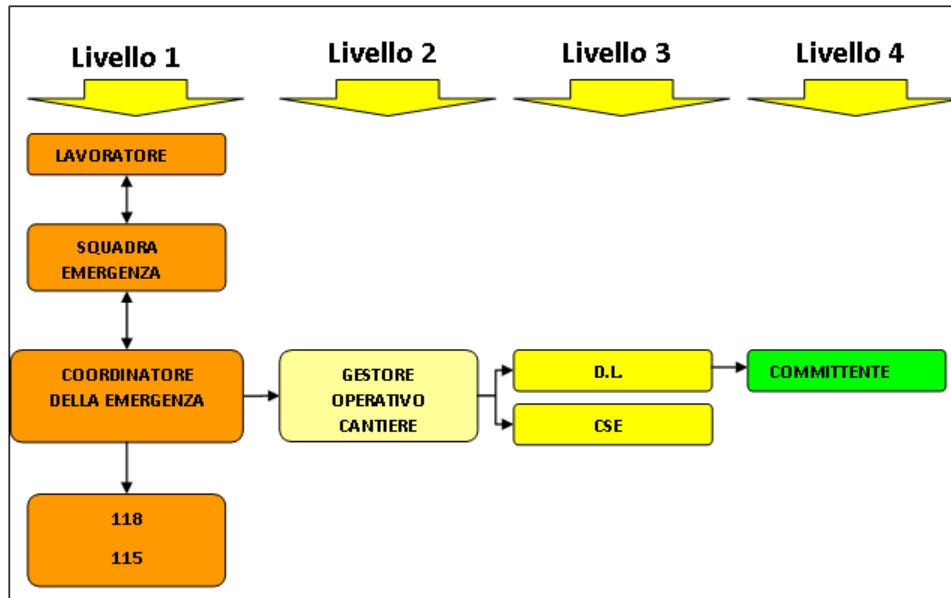 Livello 1
Livello 2
Livello 3
Livello 4
LAVORATORE
SQUADRA
EMERGENZA
COORDINATORE
DELLA EMERGENZA
GESTORE
OPERATIVO
CANTIERE
D.L.
CSE
COMMITTENTE
118
115